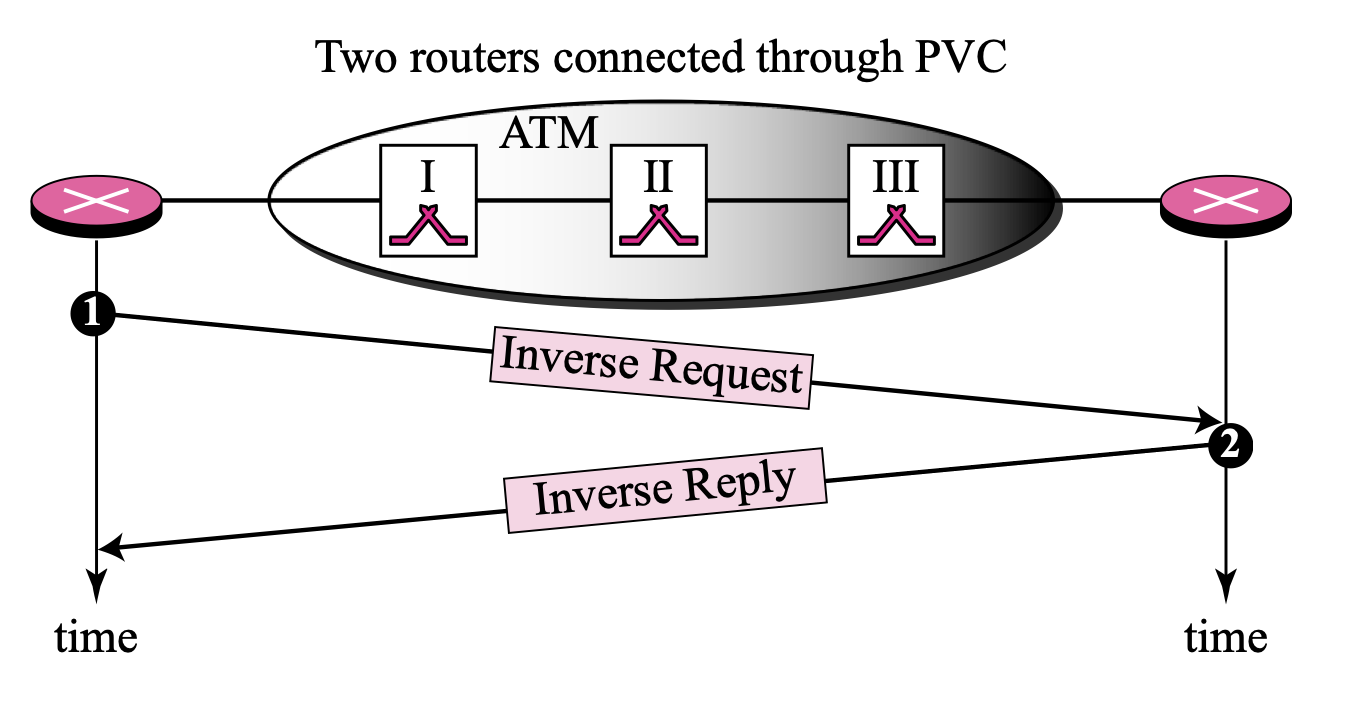 Two routers connected through PVC
ATM
I
II
III
1
Inverse Request
2
Inverse Reply
time
time